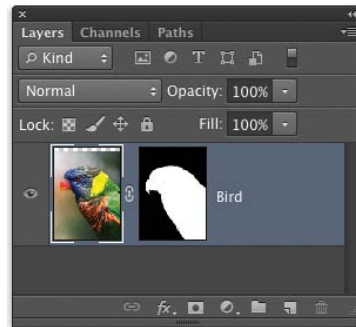 Layers Channels Paths
Kind
T
Normal Opacity: 100%
Lock: Fill: 100%
Bird
fx.